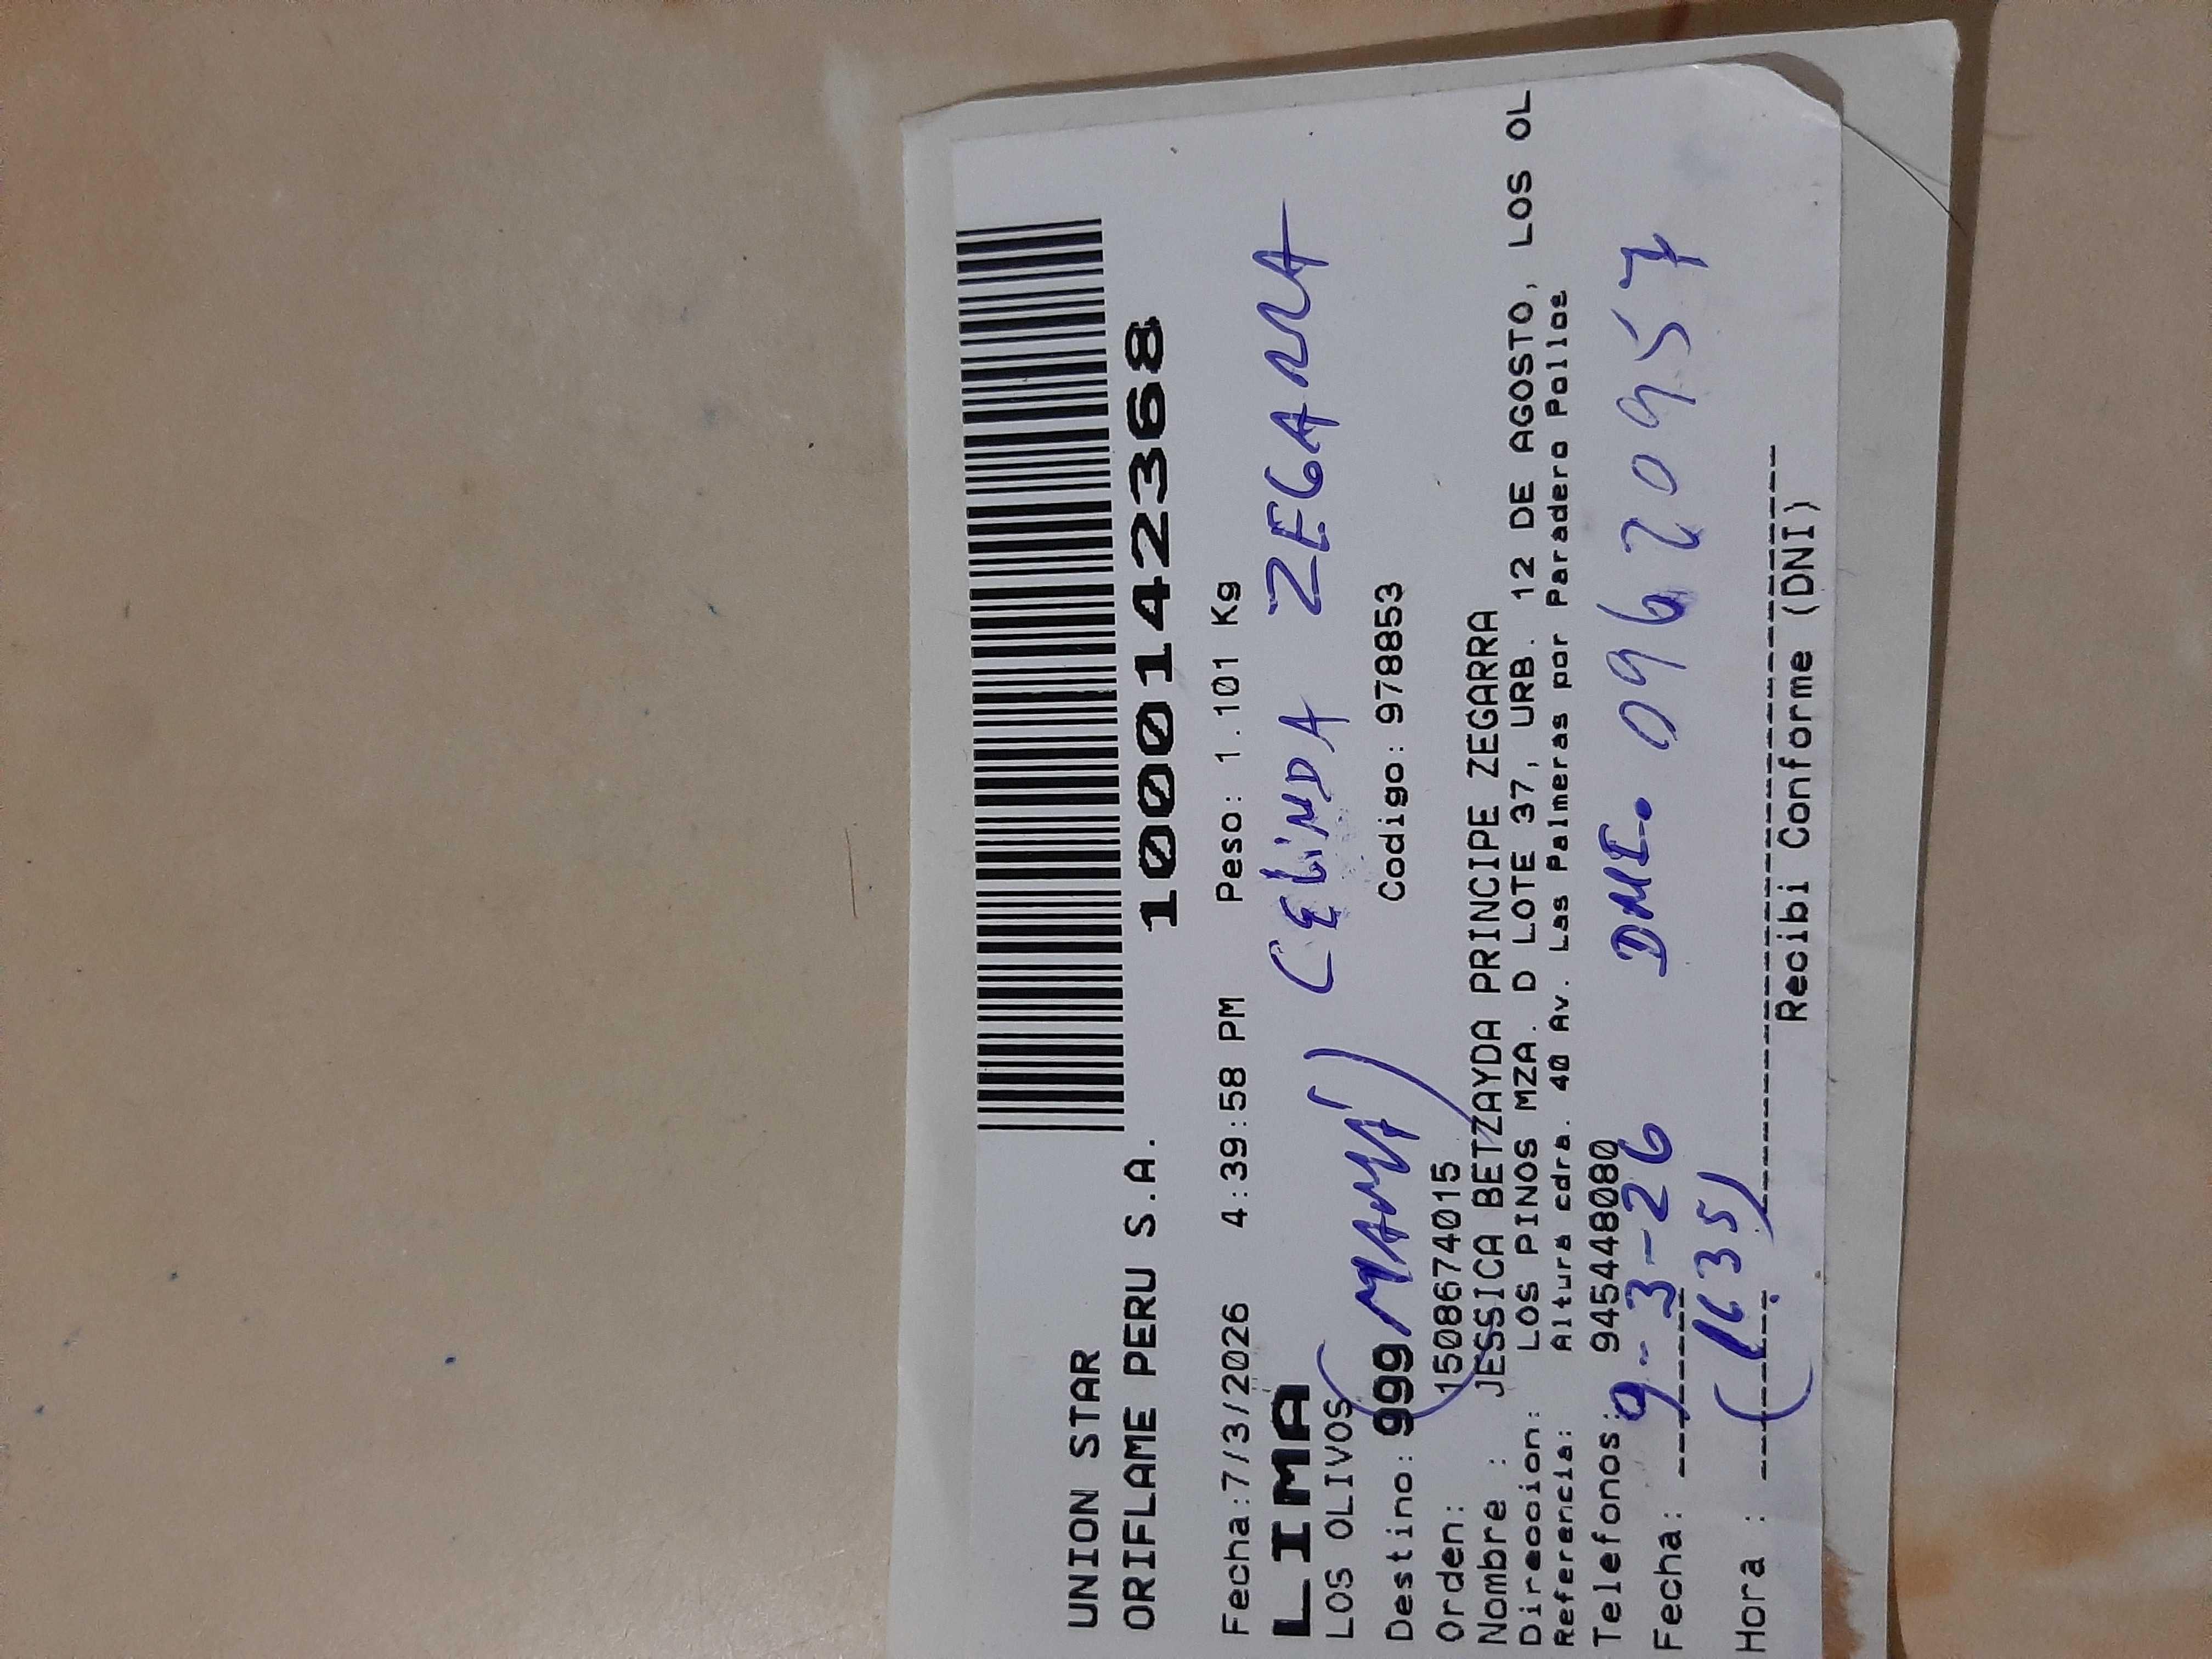 UNION STAR
ORIFLAME PERU S.A.
1000142368
Fecha:7/3/2026 4:39:58 PM Peso: 1.101 Kg
LIMA
LOS OLIVOS
(MAMÁ) CELINDA ZEGARRA
Destino: 999 Codigo: 978853
Orden: 1508674015
Nombre : JESSICA BETZAYDA PRINCIPE ZEGARRA
Direccion: LOS PINOS MZA. D LOTE 37, URB. 12 DE AGOSTO, LOS OL
Referencia: Altura cdra. 40 Av. Las Palmeras por Paradero Pollos
Telefonos: 945448080
Fecha: 9-3-26 DNI. 09620957
Hora : (1635)
Recibi Conforme (DNI)